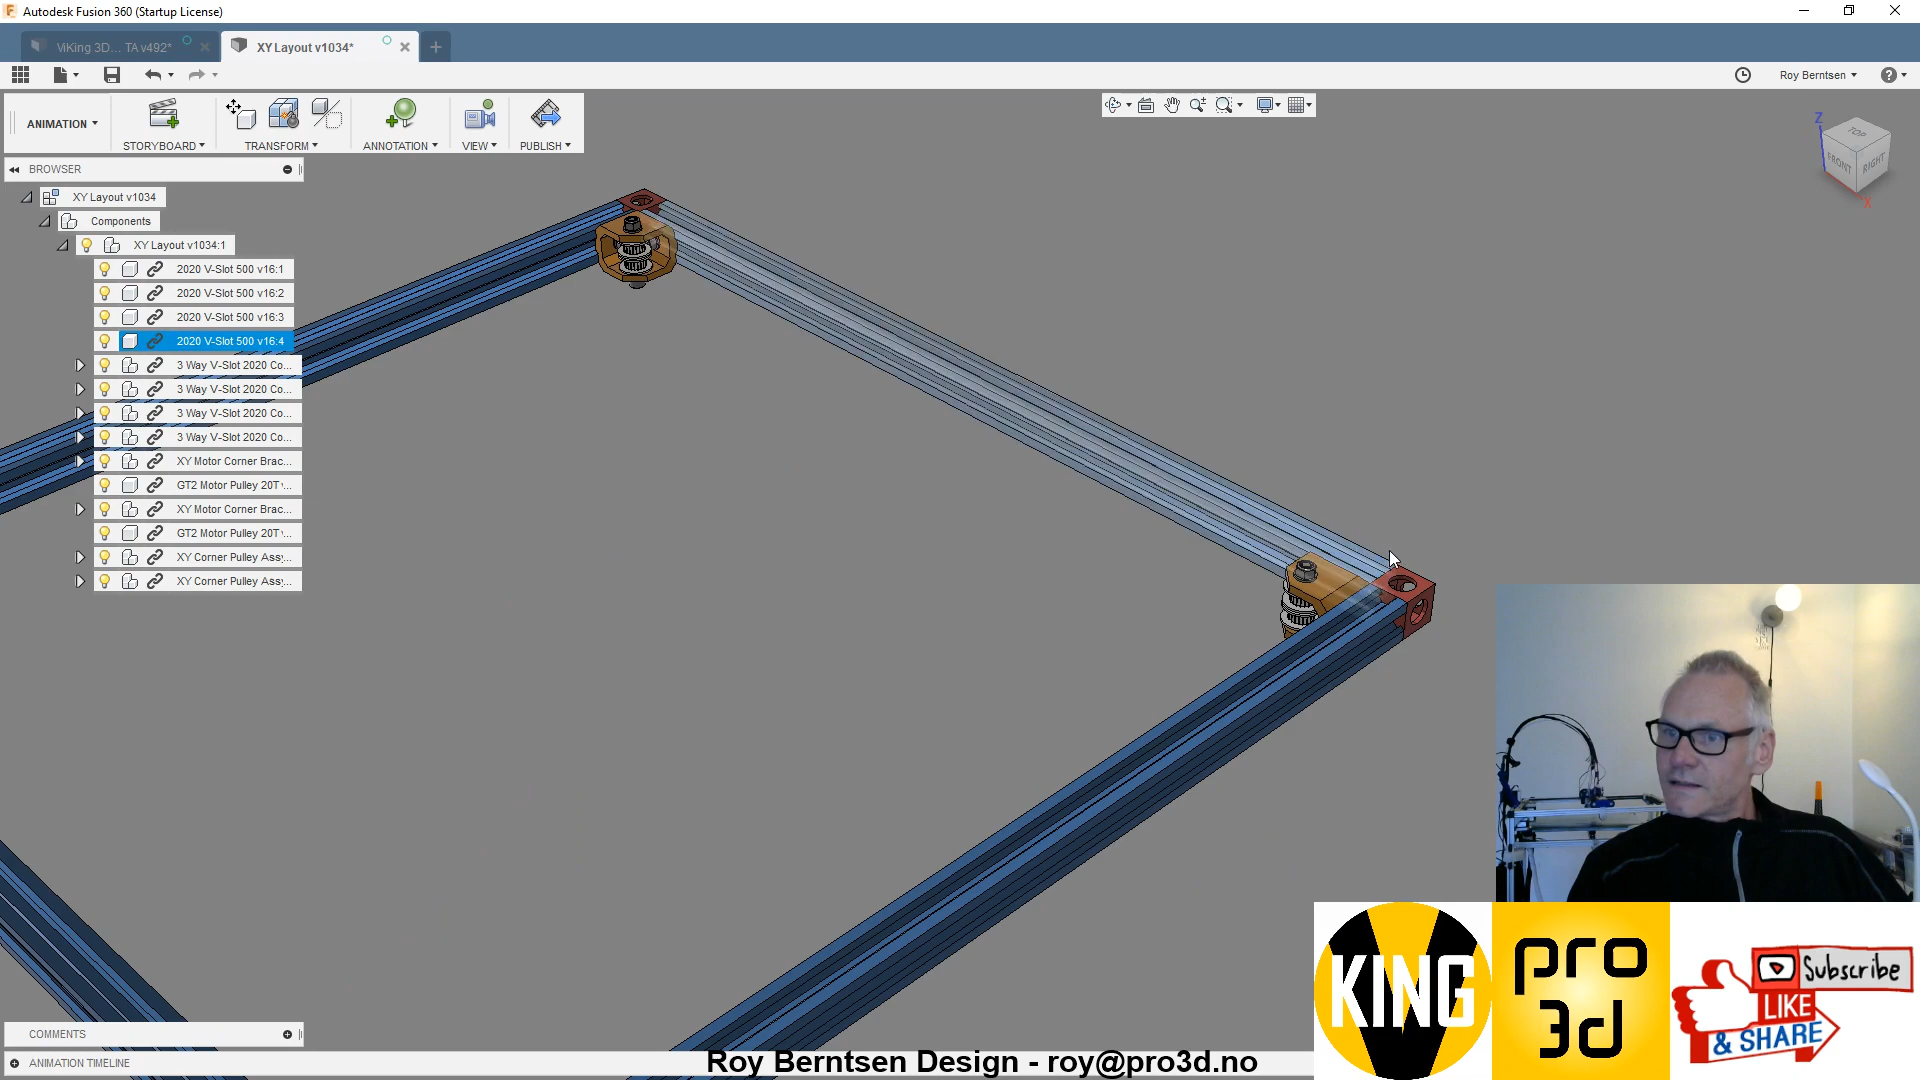 Autodesk Fusion 360 (Startup License)
ViKing 3D... TA v492*
XY Layout v1034*
Roy Berntsen
ANIMATION
STORYBOARD
TRANSFORM
ANNOTATION
VIEW
PUBLISH
BROWSER
XY Layout v1034
Components
XY Layout v1034:1
2020 V-Slot 500 v16:1
2020 V-Slot 500 v16:2
2020 V-Slot 500 v16:3
2020 V-Slot 500 v16:4
3 Way V-Slot 2020 Co...
3 Way V-Slot 2020 Co...
3 Way V-Slot 2020 Co...
3 Way V-Slot 2020 Co...
XY Motor Corner Brac...
GT2 Motor Pulley 20T...
XY Motor Corner Brac...
GT2 Motor Pulley 20T...
XY Corner Pulley Assy...
XY Corner Pulley Assy...
Z
TOP
FRONT
RIGHT
X
KING
pro
3d
Subscribe
LIKE
& SHARE
COMMENTS
ANIMATION TIMELINE
Roy Berntsen Design - roy@pro3d.no